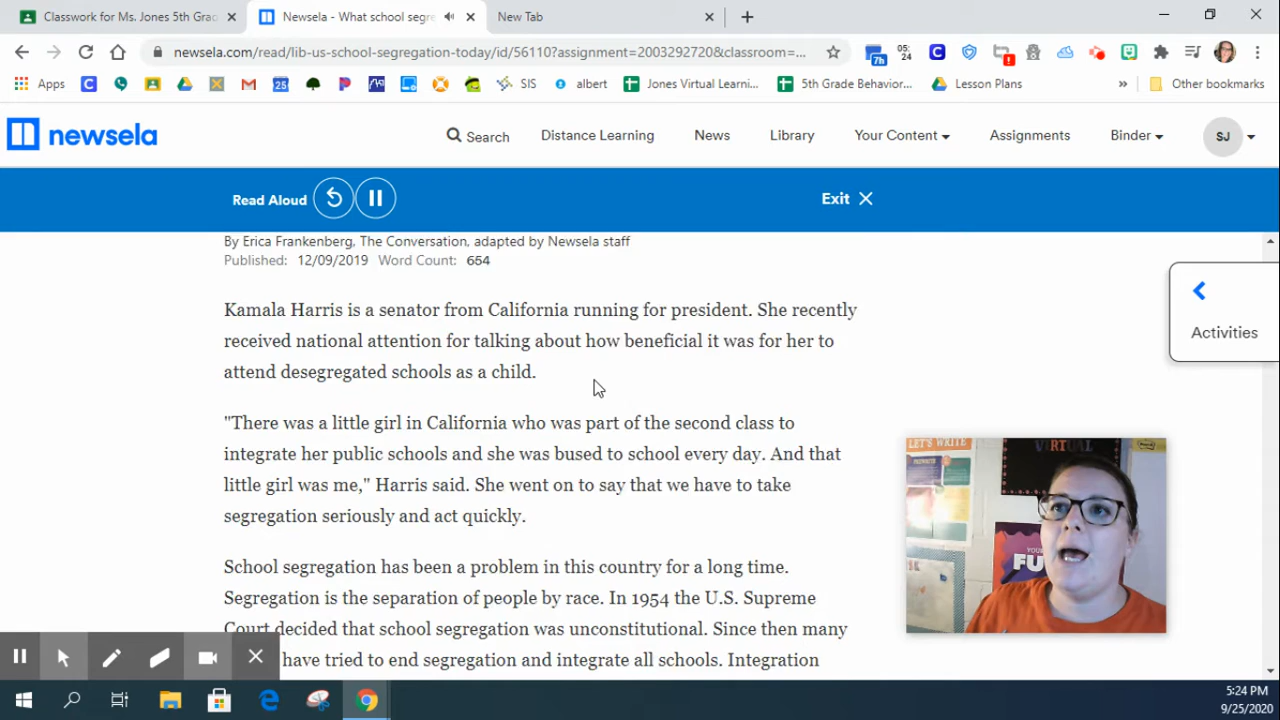 Classwork for Ms. Jones 5th Grad
Newsela - What school segre
New Tab
newsela.com/read/lib-us-school-segregation-today/id/56110?assignment=2003292720&classroom=...
7h
05:
24
Apps
25
SIS
albert
Jones Virtual Learni...
5th Grade Behavior...
Lesson Plans
»
Other bookmarks
newsela
Search
Distance Learning
News
Library
Your Content
Assignments
Binder
SJ
Read Aloud
Exit
By Erica Frankenberg, The Conversation, adapted by Newsela staff
Published: 12/09/2019 Word Count: 654
Kamala Harris is a senator from California running for president. She recently
received national attention for talking about how beneficial it was for her to
attend desegregated schools as a child.
"There was a little girl in California who was part of the second class to
integrate her public schools and she was bused to school every day. And that
little girl was me," Harris said. She went on to say that we have to take
segregation seriously and act quickly.
School segregation has been a problem in this country for a long time.
Segregation is the separation of people by race. In 1954 the U.S. Supreme
Court decided that school segregation was unconstitutional. Since then many
have tried to end segregation and integrate all schools. Integration
Activities
LET'S WRITE
VIRTUAL
FU
5:24 PM
9/25/2020